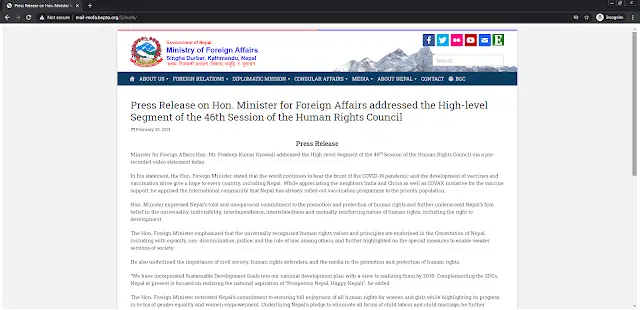 Press Release on Hon. Minister f
Not secure | mail-mofa.hopto.org/
Incognito
Government of Nepal
Ministry of Foreign Affairs
Singha Durbar, Kathmandu, Nepal
Search
ABOUT US FOREIGN RELATIONS DIPLOMATIC MISSION CONSULAR AFFAIRS MEDIA ABOUT NEPAL CONTACT BGC
Press Release on Hon. Minister for Foreign Affairs addressed the High-level
Segment of the 46th Session of the Human Rights Council
February 23, 2021
Press Release
Minister for Foreign Affairs Hon. Mr. Pradeep Kumar Gyawali addressed the High-level Segment of the 46th Session of the Human Rights Council via a pre-
recorded video statement today.
In his statement, the Hon. Foreign Minister stated that the world continues to bear the brunt of the COVID-19 pandemic and the development of vaccines and
vaccination drive give a hope to every country, including Nepal. While appreciating the neighbors India and China as well as COVAX initiative for the vaccine
support, he apprised the international community that Nepal has already rolled out vaccination programme to the priority population.
Hon. Minister expressed Nepal's total and unequivocal commitment to the promotion and protection of human rights and further underscored Nepal's firm
belief in the universality, indivisibility, interdependence, interrelatedness and mutually reinforcing nature of human rights, including the right to
development.
The Hon. Foreign Minister emphasized that the universally recognized human rights values and principles are enshrined in the Constitution of Nepal,
including with equality, non-discrimination, justice, and the rule of law among others, and further highlighted on the special measures to enable weaker
sections of society.
He also underlined the importance of civil society, human rights defenders, and the media in the promotion and protection of human rights.
"We have incorporated Sustainable Development Goals into our national development plan with a view to realizing them by 2030. Complementing the SDGs,
Nepal at present is focused on realizing the national aspiration of "Prosperous Nepal, Happy Nepali", he added.
The Hon. Foreign Minister reiterated Nepal's commitment to ensuring full enjoyment of all human rights for women and girls while highlighting its progress
in terms of gender equality and women empowerment. Underlining Nepal's pledge to eliminate all forms of child labour and child marriage, he further